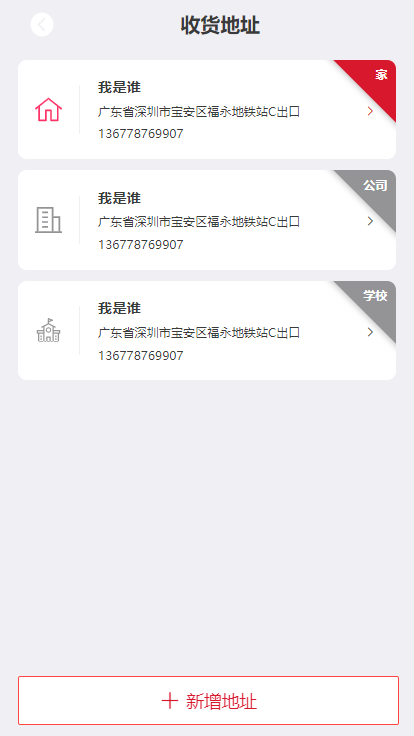 收货地址
家
我是谁
广东省深圳市宝安区福永地铁站C出口
136778769907
公司
我是谁
广东省深圳市宝安区福永地铁站C出口
136778769907
学校
我是谁
广东省深圳市宝安区福永地铁站C出口
136778769907
新增地址